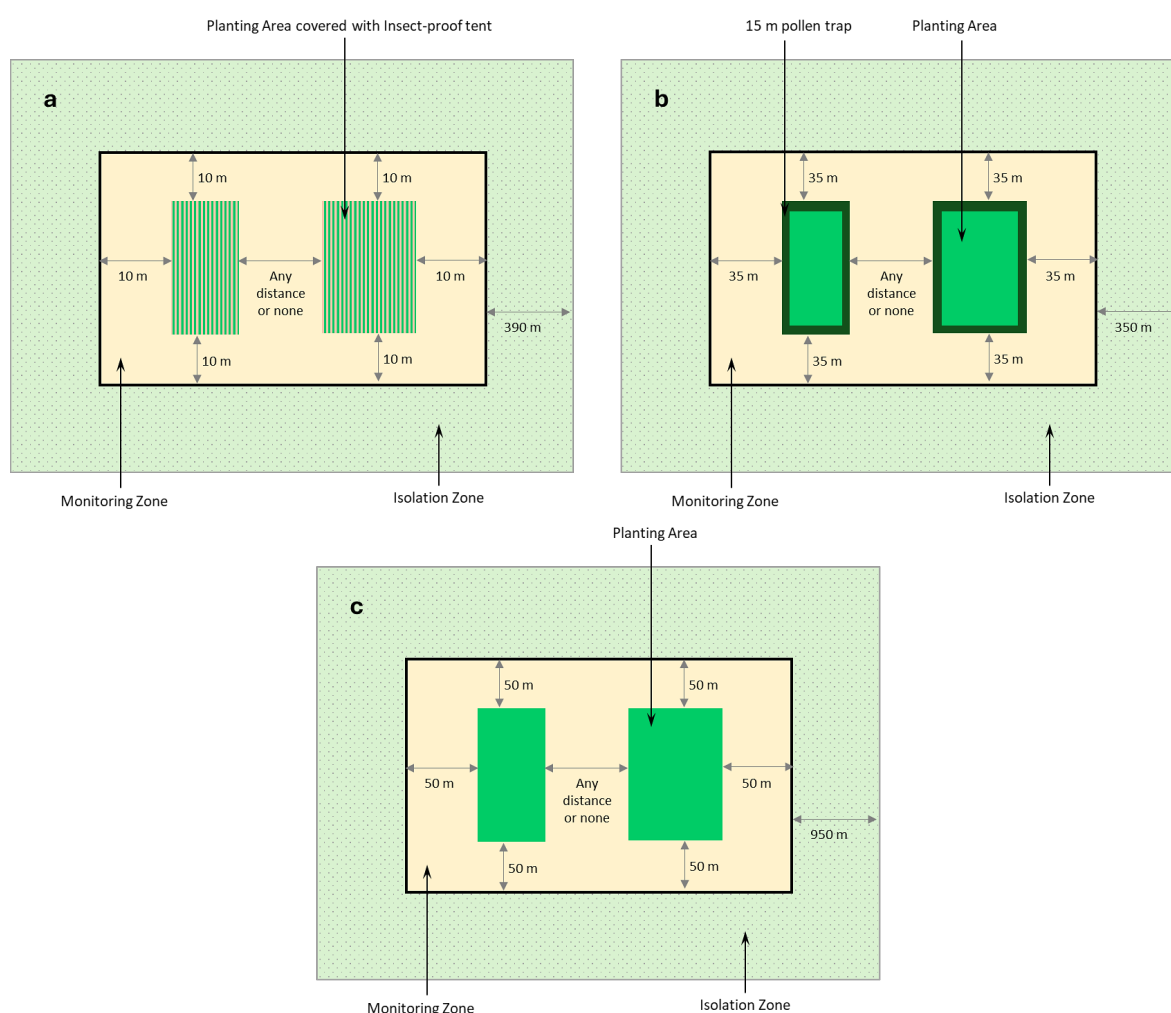 Planting Area covered with Insect-proof tent
a
10 m
10 m
10 m
Any
distance
or none
10 m
390 m
10 m
10 m
Monitoring Zone
Isolation Zone
15 m pollen trap
Planting Area
b
35 m
35 m
35 m
Any
distance
or none
35 m
350 m
35 m
35 m
Monitoring Zone
Isolation Zone
Planting Area
c
50 m
50 m
50 m
Any
distance
or none
50 m
950 m
50 m
50 m
Monitoring Zone
Isolation Zone